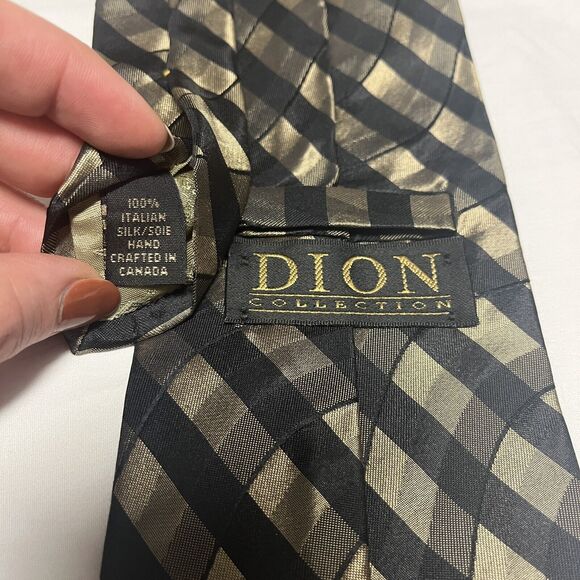 100%
ITALIAN
SILK/SOIE
HAND
CRAFTED IN
CANADA
DION
COLLECTION